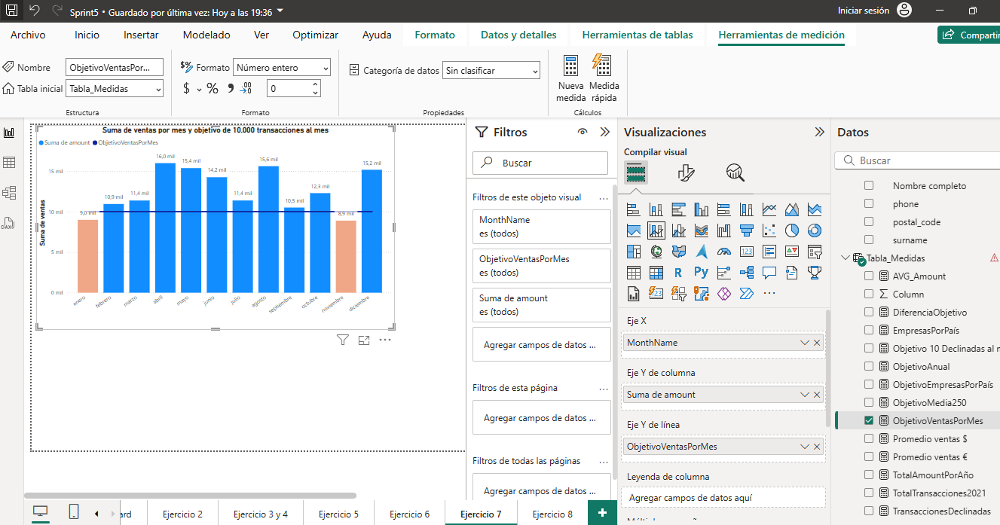 Sprint5 • Guardado por última vez: Hoy a las 19:36
Iniciar sesión
Archivo Inicio Insertar Modelado Ver Optimizar Ayuda Formato Datos y detalles Herramientas de tablas Herramientas de medición Compartir
Nombre ObjetivoVentasPor...
Tabla inicial Tabla_Medidas
Estructura
$% Formato Número entero
$ % 0
Formato
Categoría de datos Sin clasificar
Propiedades
Nueva medida
Medida rápida
Cálculos
Suma de ventas por mes y objetivo de 10.000 transacciones al mes
Suma de amount ObjetivoVentasPorMes
Suma de ventas
15 mil
10 mil
5 mil
0 mil
9,0 mil
10,9 mil
11,4 mil
16,0 mil
15,4 mil
14,2 mil
11,4 mil
15,6 mil
10,5 mil
12,3 mil
8,9 mil
15,2 mil
enero
febrero
marzo
abril
mayo
junio
julio
agosto
septiembre
octubre
noviembre
diciembre
Filtros
Buscar
Filtros de este objeto visual
MonthName
es (todos)
ObjetivoVentasPorMes
es (todos)
Suma de amount
es (todos)
Agregar campos de datos ...
Filtros de esta página
Agregar campos de datos ...
Filtros de todas las páginas
Agregar campos de datos ...
Visualizaciones
Compilar visual
123
R
Py
123
Eje X
MonthName
Eje Y de columna
Suma de amount
Eje Y de línea
ObjetivoVentasPorMes
Leyenda de columna
Agregar campos de datos aquí
Datos
Buscar
Nombre completo
phone
postal_code
surname
Tabla_Medidas
AVG_Amount
Column
DiferenciaObjetivo
EmpresasPorPaís
Objetivo 10 Declinadas al
ObjetivoAnual
ObjetivoEmpresasPorPaís
ObjetivoMedia250
ObjetivoVentasPorMes
Promedio ventas $
Promedio ventas €
TotalAmountPorAño
TotalTransacciones2021
TransaccionesDeclinadas
DAX
ard Ejercicio 2 Ejercicio 3 y 4 Ejercicio 5 Ejercicio 6 Ejercicio 7 Ejercicio 8 +